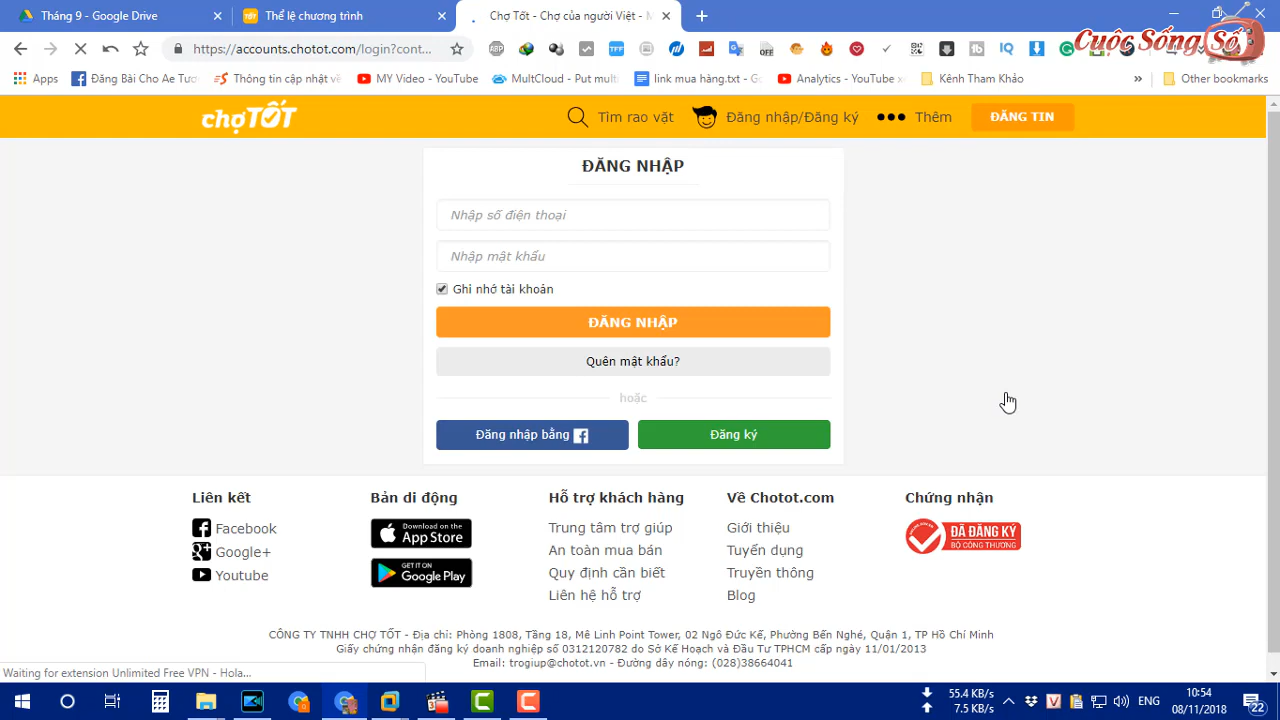 Tháng 9 - Google Drive
Thể lệ chương trình
Chợ Tốt - Chợ của người Việt - M
https://accounts.chotot.com/login?cont...
Cuộc Sống Số
Apps
Đăng Bài Cho Ae Tươ
Thông tin cập nhật về
MY Video - YouTube
MultCloud - Put multi
link mua hàng.txt - Go
Analytics - YouTube x
Kênh Tham Khảo
»
Other bookmarks
chợTỐT
Tìm rao vặt
Đăng nhập/Đăng ký
Thêm
ĐĂNG TIN
ĐĂNG NHẬP
Nhập số điện thoại
Nhập mật khẩu
Ghi nhớ tài khoản
ĐĂNG NHẬP
Quên mật khẩu?
hoặc
Đăng nhập bằng
Đăng ký
Liên kết
Facebook
Google+
Youtube
Bản di động
Download on the
App Store
GET IT ON
Google Play
Hỗ trợ khách hàng
Trung tâm trợ giúp
An toàn mua bán
Quy định cần biết
Liên hệ hỗ trợ
Về Chotot.com
Giới thiệu
Tuyển dụng
Truyền thông
Blog
Chứng nhận
ĐÃ ĐĂNG KÝ
BỘ CÔNG THƯƠNG
CÔNG TY TNHH CHỢ TỐT - Địa chỉ: Phòng 1808, Tầng 18, Mê Linh Point Tower, 02 Ngô Đức Kế, Phường Bến Nghé, Quận 1, TP Hồ Chí Minh
Giấy chứng nhận đăng ký doanh nghiệp số 0312120782 do Sở Kế Hoạch và Đầu Tư TPHCM cấp ngày 11/01/2013
Email: trogiup@chotot.vn - Đường dây nóng: (028)38664041
Waiting for extension Unlimited Free VPN - Hola...
55.4 KB/s
7.5 KB/s
ENG
10:54
08/11/2018
22